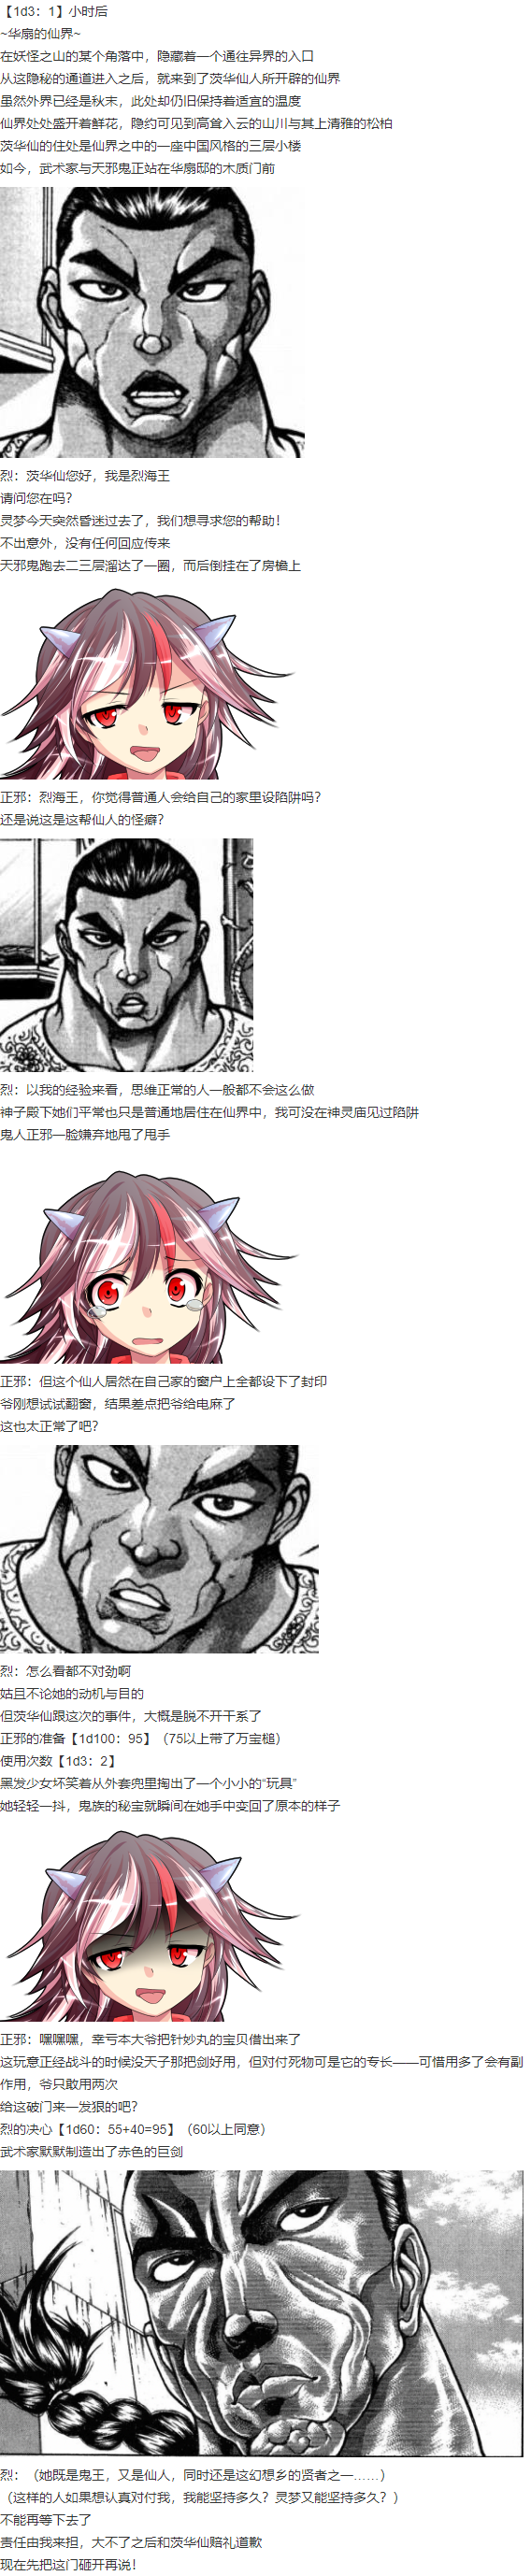 【1d3：1】小时后
~华扇的仙界~
在妖怪之山的某个角落中，隐藏着一个通往异界的入口
从这隐秘的通道进入之后，就来到了茨华仙人所开辟的仙界
虽然外界已经是秋末，此处却仍旧保持着适宜的温度
仙界处处盛开着鲜花，隐约可见到高耸入云的山川与其上清雅的松柏
茨华仙的住处是仙界之中的一座中国风格的三层小楼
如今，武术家与天邪鬼正站在华扇邸的木质门前
烈：茨华仙您好，我是烈海王
请问您在吗？
灵梦今天突然昏迷过去了，我们想寻求您的帮助！
不出意外，没有任何回应传来
天邪鬼跑去二三层溜达了一圈，而后倒挂在了房檐上
正邪：烈海王，你觉得普通人会给自己的家里设陷阱吗？
还是说这是这帮仙人的怪癖？
烈：以我的经验来看，思维正常的人一般都不会这么做
神子殿下她们平常也只是普通地居住在仙界中，我可没在神灵庙见过陷阱
鬼人正邪一脸嫌弃地甩了甩手
正邪：但这个仙人居然在自己家的窗户上全都设下了封印
爷刚想试试翻窗，结果差点把爷给电麻了
这也太正常了吧？
烈：怎么看都不对劲啊
姑且不论她的动机与目的
但茨华仙跟这次的事件，大概是脱不开干系了
正邪的准备【1d100：95】（75以上带了万宝槌）
使用次数【1d3：2】
黑发少女坏笑着从外套兜里掏出了一个小小的“玩具”
她轻轻一抖，鬼族的秘宝就瞬间在她手中变回了原本的样子
正邪：嘿嘿嘿，幸亏本大爷把针妙丸的宝贝借出来了
这玩意正经战斗的时候没天子那把剑好用，但对付死物可是它的专长——可惜用多了会有副
作用，爷只敢用两次
给这破门来一发狠的吧？
烈的决心【1d60：55+40=95】（60以上同意）
武术家默默制造出了赤色的巨剑
烈：（她既是鬼王，又是仙人，同时还是这幻想乡的贤者之一……）
（这样的人如果想认真对付我，我能坚持多久？灵梦又能坚持多久？）
不能再等下去了
责任由我来担，大不了之后和茨华仙赔礼道歉
现在先把这门砸开再说！